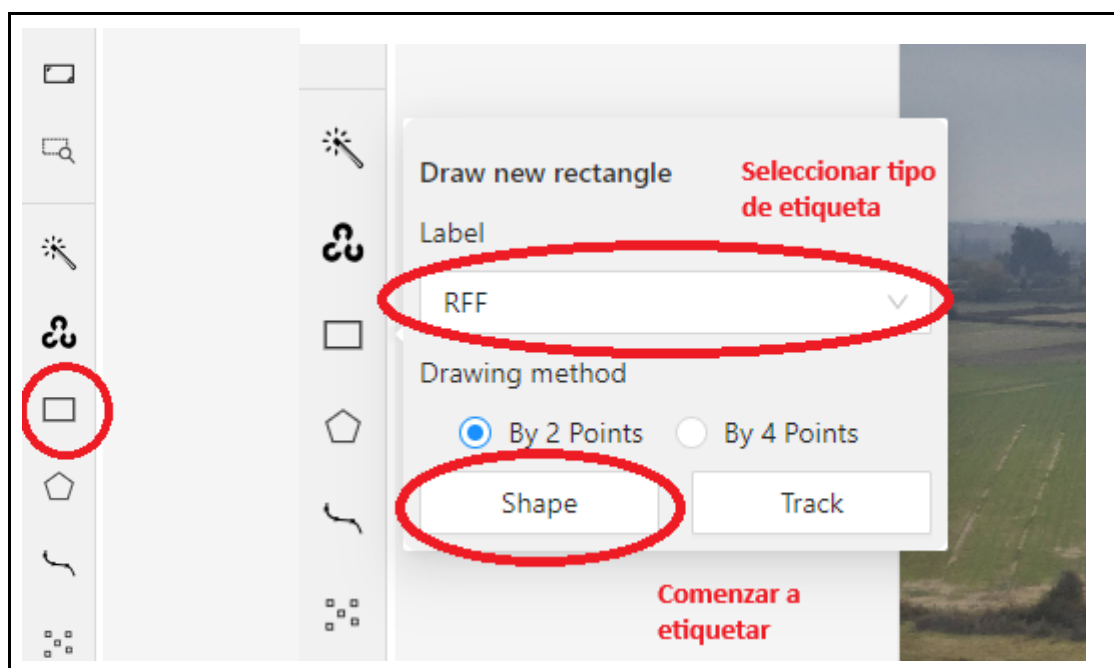 Draw new rectangle
Seleccionar tipo
de etiqueta
Label
RFF
Drawing method
By 2 Points By 4 Points
Shape Track
Comenzar a
etiquetar